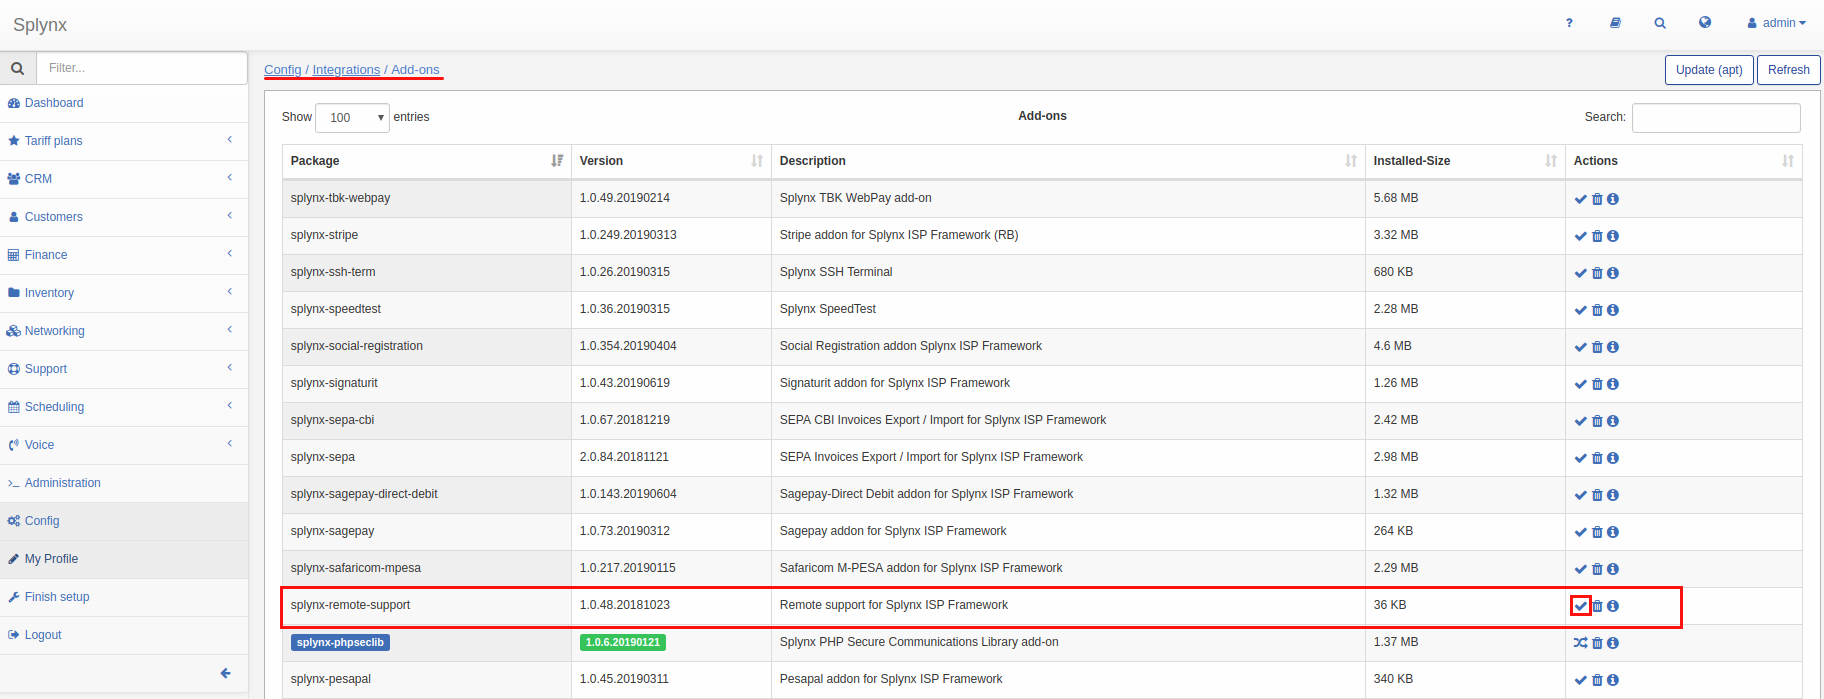 Splynx
? admin
Filter...
Config / Integrations / Add-ons
Update (apt) Refresh
Dashboard
Tariff plans
CRM
Customers
Finance
Inventory
Networking
Support
Scheduling
Voice
Administration
Config
My Profile
Finish setup
Logout
Show 100 entries
Add-ons
Search:
Package Version Description Installed-Size Actions
splynx-tbk-webpay 1.0.49.20190214 Splynx TBK WebPay add-on 5.68 MB
splynx-stripe 1.0.249.20190313 Stripe addon for Splynx ISP Framework (RB) 3.32 MB
splynx-ssh-term 1.0.26.20190315 Splynx SSH Terminal 680 KB
splynx-speedtest 1.0.36.20190315 Splynx SpeedTest 2.28 MB
splynx-social-registration 1.0.354.20190404 Social Registration addon Splynx ISP Framework 4.6 MB
splynx-signaturit 1.0.43.20190619 Signaturit addon for Splynx ISP Framework 1.26 MB
splynx-sepa-cbi 1.0.67.20181219 SEPA CBI Invoices Export / Import for Splynx ISP Framework 2.42 MB
splynx-sepa 2.0.84.20181121 SEPA Invoices Export / Import for Splynx ISP Framework 2.98 MB
splynx-sagepay-direct-debit 1.0.143.20190604 Sagepay-Direct Debit addon for Splynx ISP Framework 1.32 MB
splynx-sagepay 1.0.73.20190312 Sagepay addon for Splynx ISP Framework 264 KB
splynx-safaricom-mpesa 1.0.217.20190115 Safaricom M-PESA addon for Splynx ISP Framework 2.29 MB
splynx-remote-support 1.0.48.20181023 Remote support for Splynx ISP Framework 36 KB
splynx-phpseclib 1.0.6.20190121 Splynx PHP Secure Communications Library add-on 1.37 MB
splynx-pesapal 1.0.45.20190311 Pesapal addon for Splynx ISP Framework 340 KB